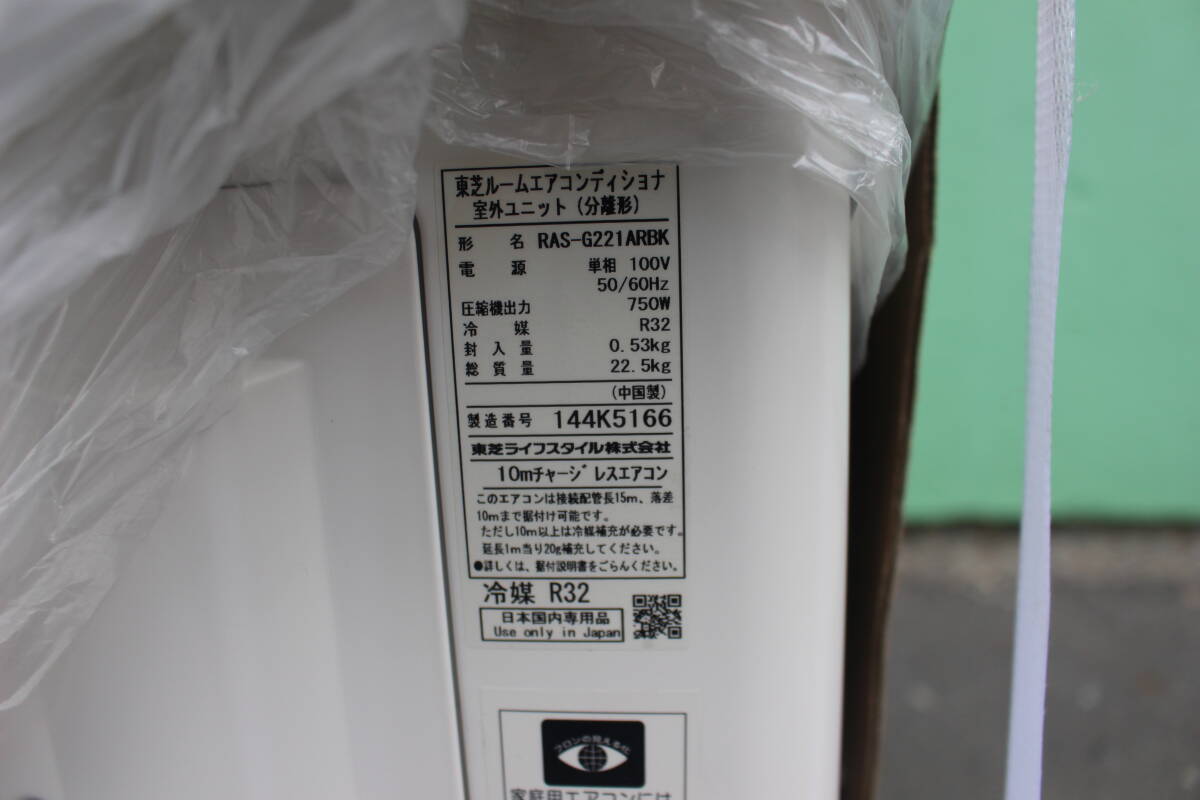 東芝ルームエアコンディショナ
室外ユニット（分離形）
形 名 RAS-G221ARBK
電 源 単相 100V
50/60Hz
圧縮機出力 750W
冷 媒 R32
封 入 量 0.53kg
総 質 量 22.5kg
（中国製）
製造番号 144K5166
東芝ライフスタイル株式会社
10mチャージレスエアコン
このエアコンは接続配管長15m、落差
10mまで据付け可能です。
ただし10m以上は冷媒補充が必要です。
延長1m当り20g補充してください。
●詳しくは、据付説明書をごらんください。
冷媒 R32
日本国内専用品
Use only in Japan
フロンの見える化
家庭用エアコンには